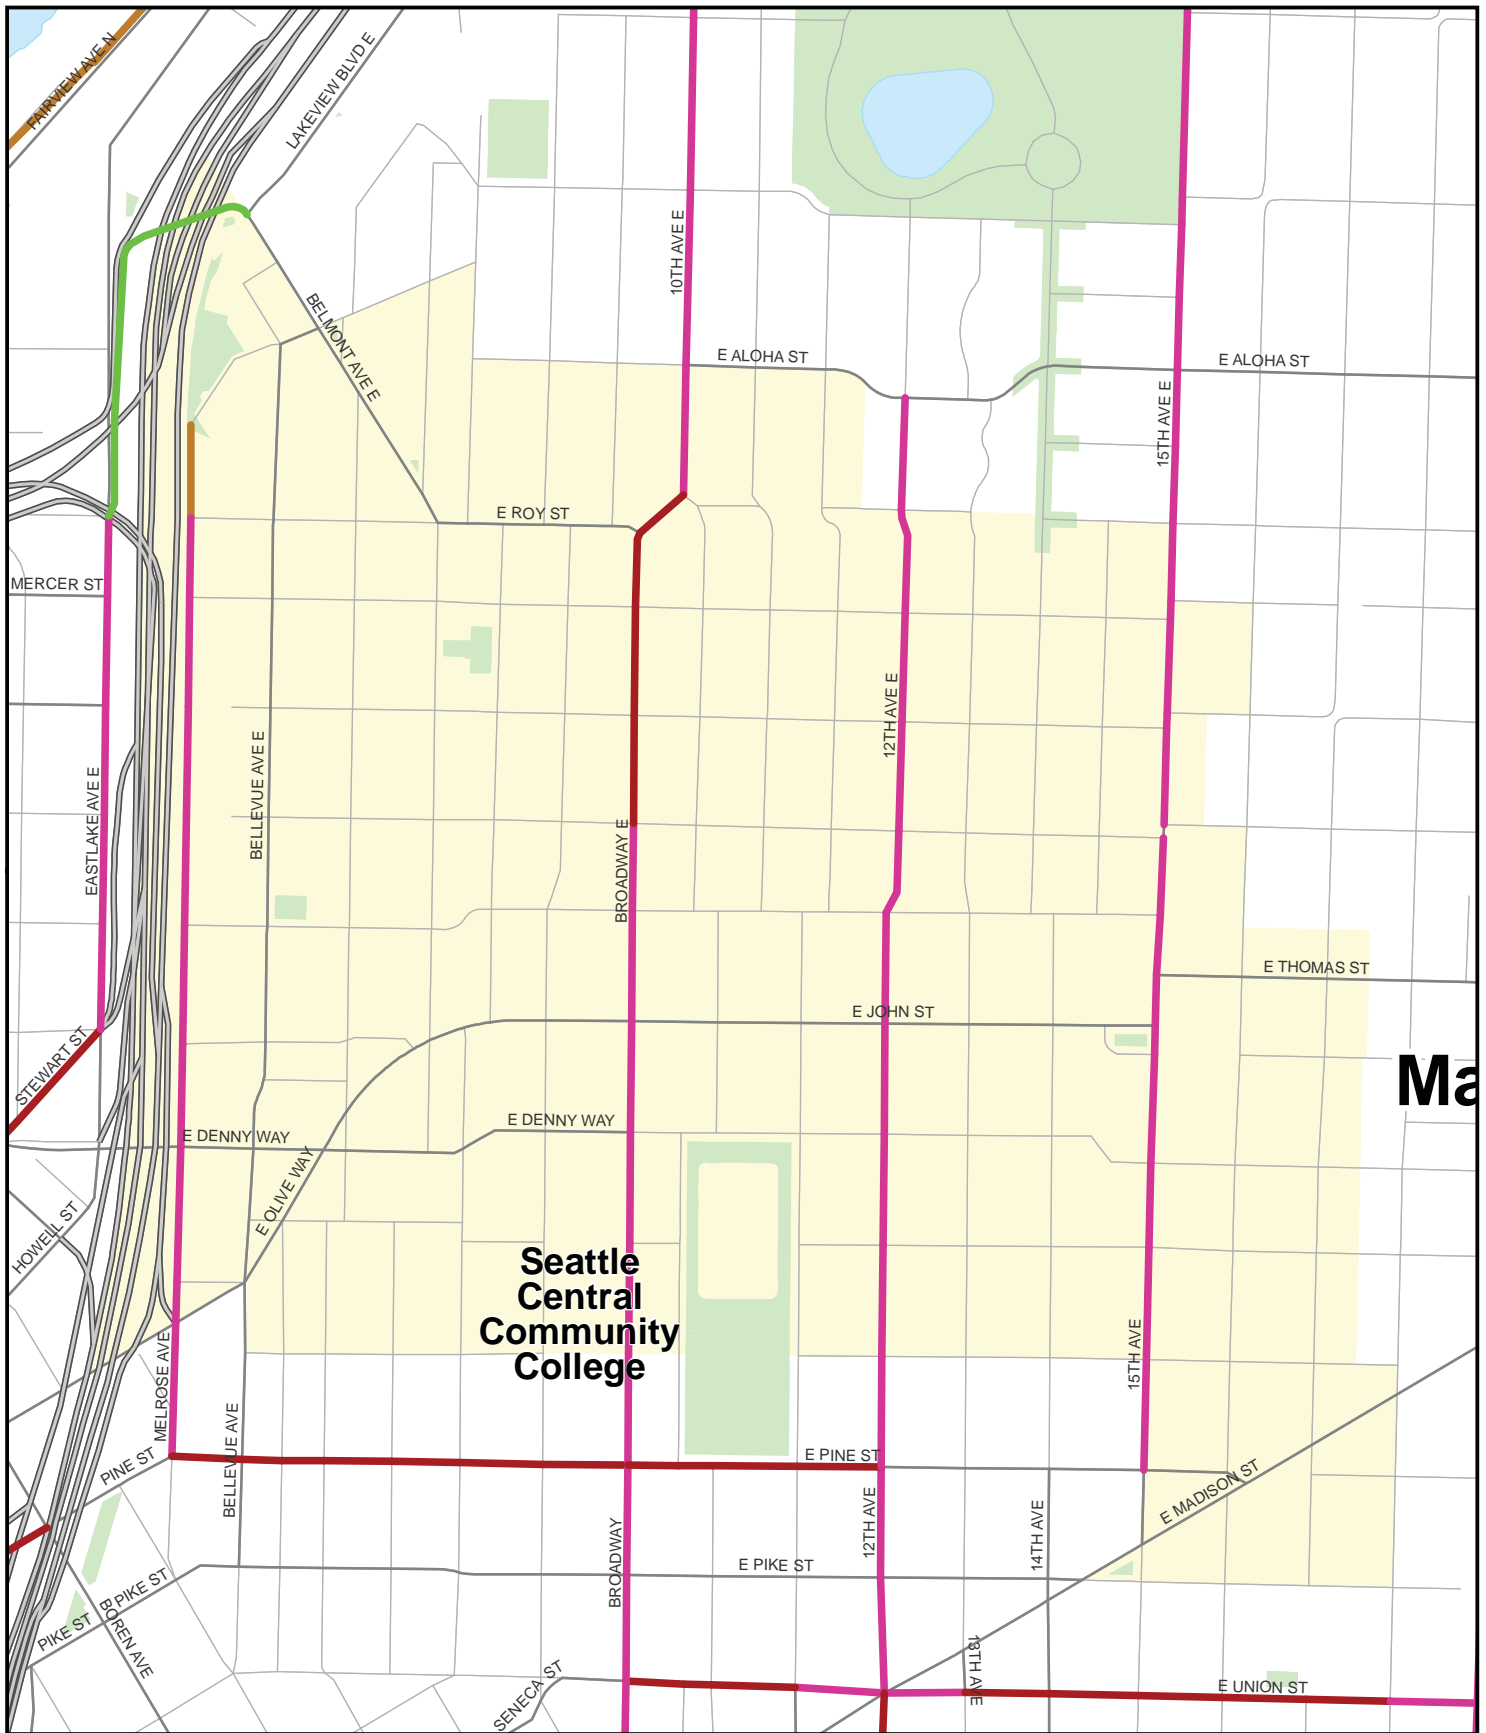 FAIRVIEW AVE N
LAKEVIEW BLVD E
10TH AVE E
BELMONT AVE E
E ALOHA ST
E ALOHA ST
15TH AVE E
E ROY ST
MERCER ST
12TH AVE E
BELLEVUE AVE E
EASTLAKE AVE E
BROADWAY E
E THOMAS ST
E JOHN ST
STEWART ST
Ma
E DENNY WAY
E DENNY WAY
E OLIVE WAY
HOWELL ST
Seattle
Central
Community
College
MELROSE AVE
15TH AVE
BELLEVUE AVE
PINE ST
E PINE ST
E MADISON ST
12TH AVE
14TH AVE
BROADWAY
E PIKE ST
PIKE ST
PIKE ST
BOREN AVE
13TH AVE
SENECA ST
E UNION ST